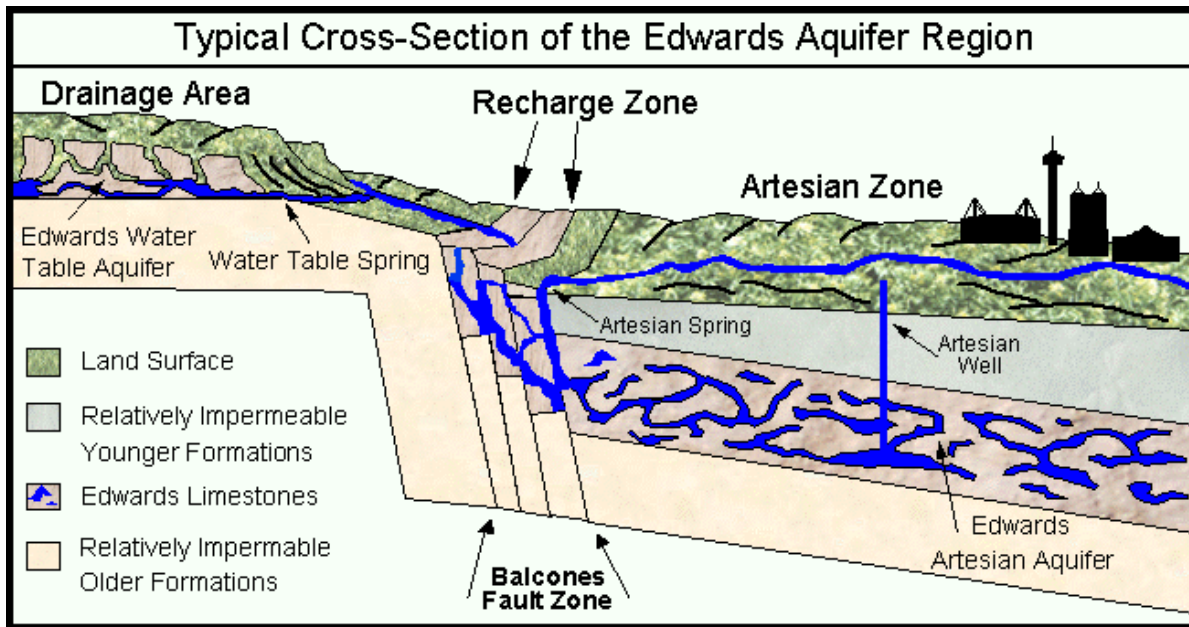 Typical Cross-Section of the Edwards Aquifer Region
Drainage Area
Recharge Zone
Artesian Zone
Edwards Water
Table Aquifer
Water Table Spring
Artesian Spring
Artesian
Well
Land Surface
Relatively Impermeable
Younger Formations
Edwards Limestones
Relatively Impermable
Older Formations
Edwards
Artesian Aquifer
Balcones
Fault Zone